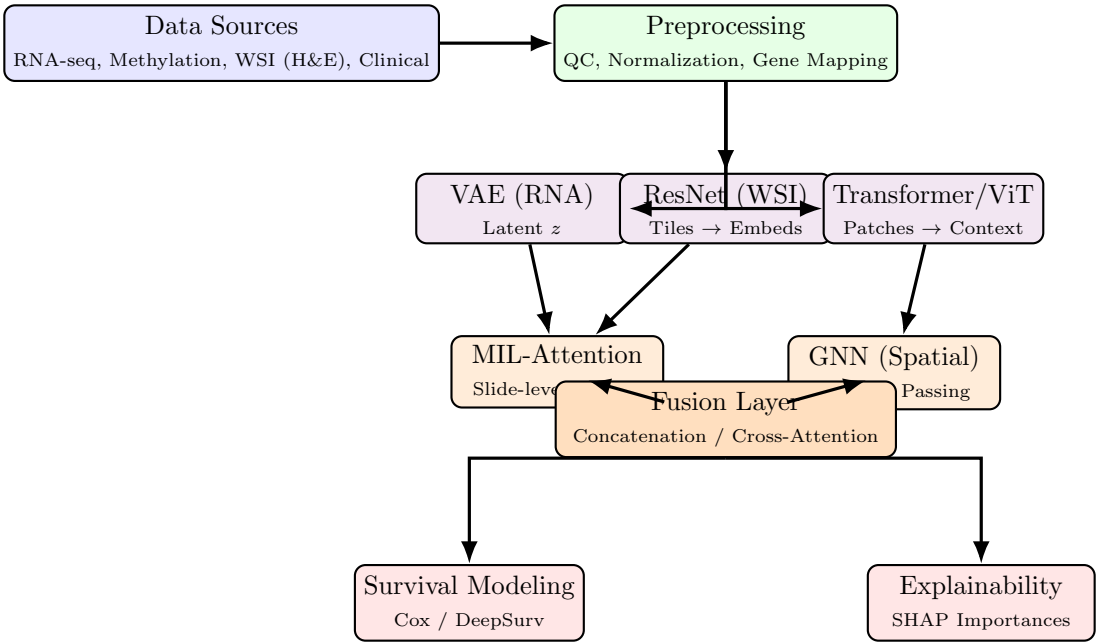 Data Sources
RNA-seq, Methylation, WSI (H&E), Clinical
Preprocessing
QC, Normalization, Gene Mapping
VAE (RNA)
Latent z
ResNet (WSI)
Tiles → Embeds
Transformer/ViT
Patches → Context
MIL-Attention
Slide-leve
GNN (Spatial)
Passing
Fusion Layer
Concatenation / Cross-Attention
Survival Modeling
Cox / DeepSurv
Explainability
SHAP Importances